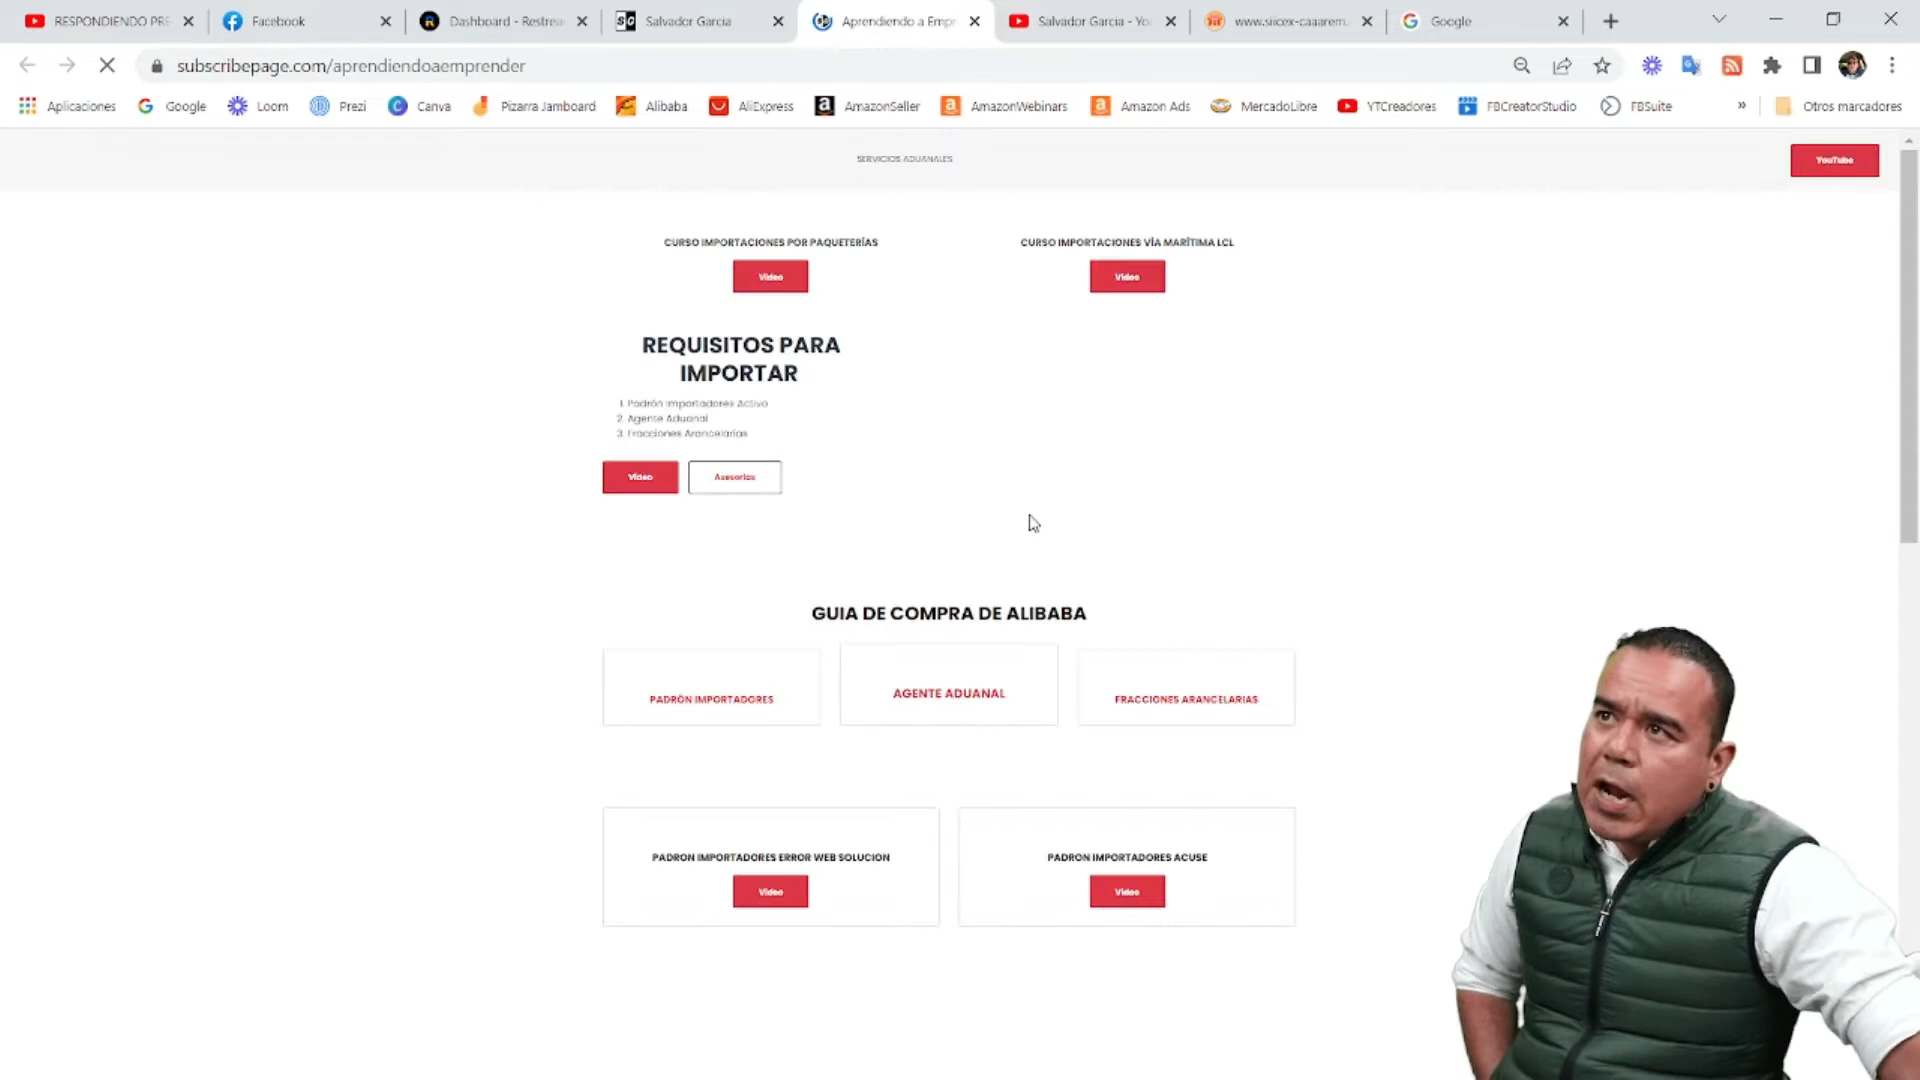 RESPONDIENDO PRE
Facebook
Dashboard - Restrea
Salvador Garcia
Aprendiendo a Empr
Salvador Garcia - Yo
www.siicex-caaarem.
Google
subscribepage.com/aprendiendoaemprender
Aplicaciones
Google
Loom
Prezi
Canva
Pizarra Jamboard
Alibaba
AliExpress
AmazonSeller
AmazonWebinars
Amazon Ads
MercadoLibre
YTCreadores
FBCreatorStudio
FBSuite
»
Otros marcadores
SERVICIOS ADUANALES
YouTube
CURSO IMPORTACIONES POR PAQUETERÍAS
Video
CURSO IMPORTACIONES VÍA MARÍTIMA LCL
Video
REQUISITOS PARA
IMPORTAR
1. Padrón Importadores Activo
2. Agente Aduanal
3. Fracciones Arancelarias
Video
Asesorías
GUIA DE COMPRA DE ALIBABA
PADRÓN IMPORTADORES
AGENTE ADUANAL
FRACCIONES ARANCELARIAS
PADRON IMPORTADORES ERROR WEB SOLUCION
Video
PADRON IMPORTADORES ACUSE
Video